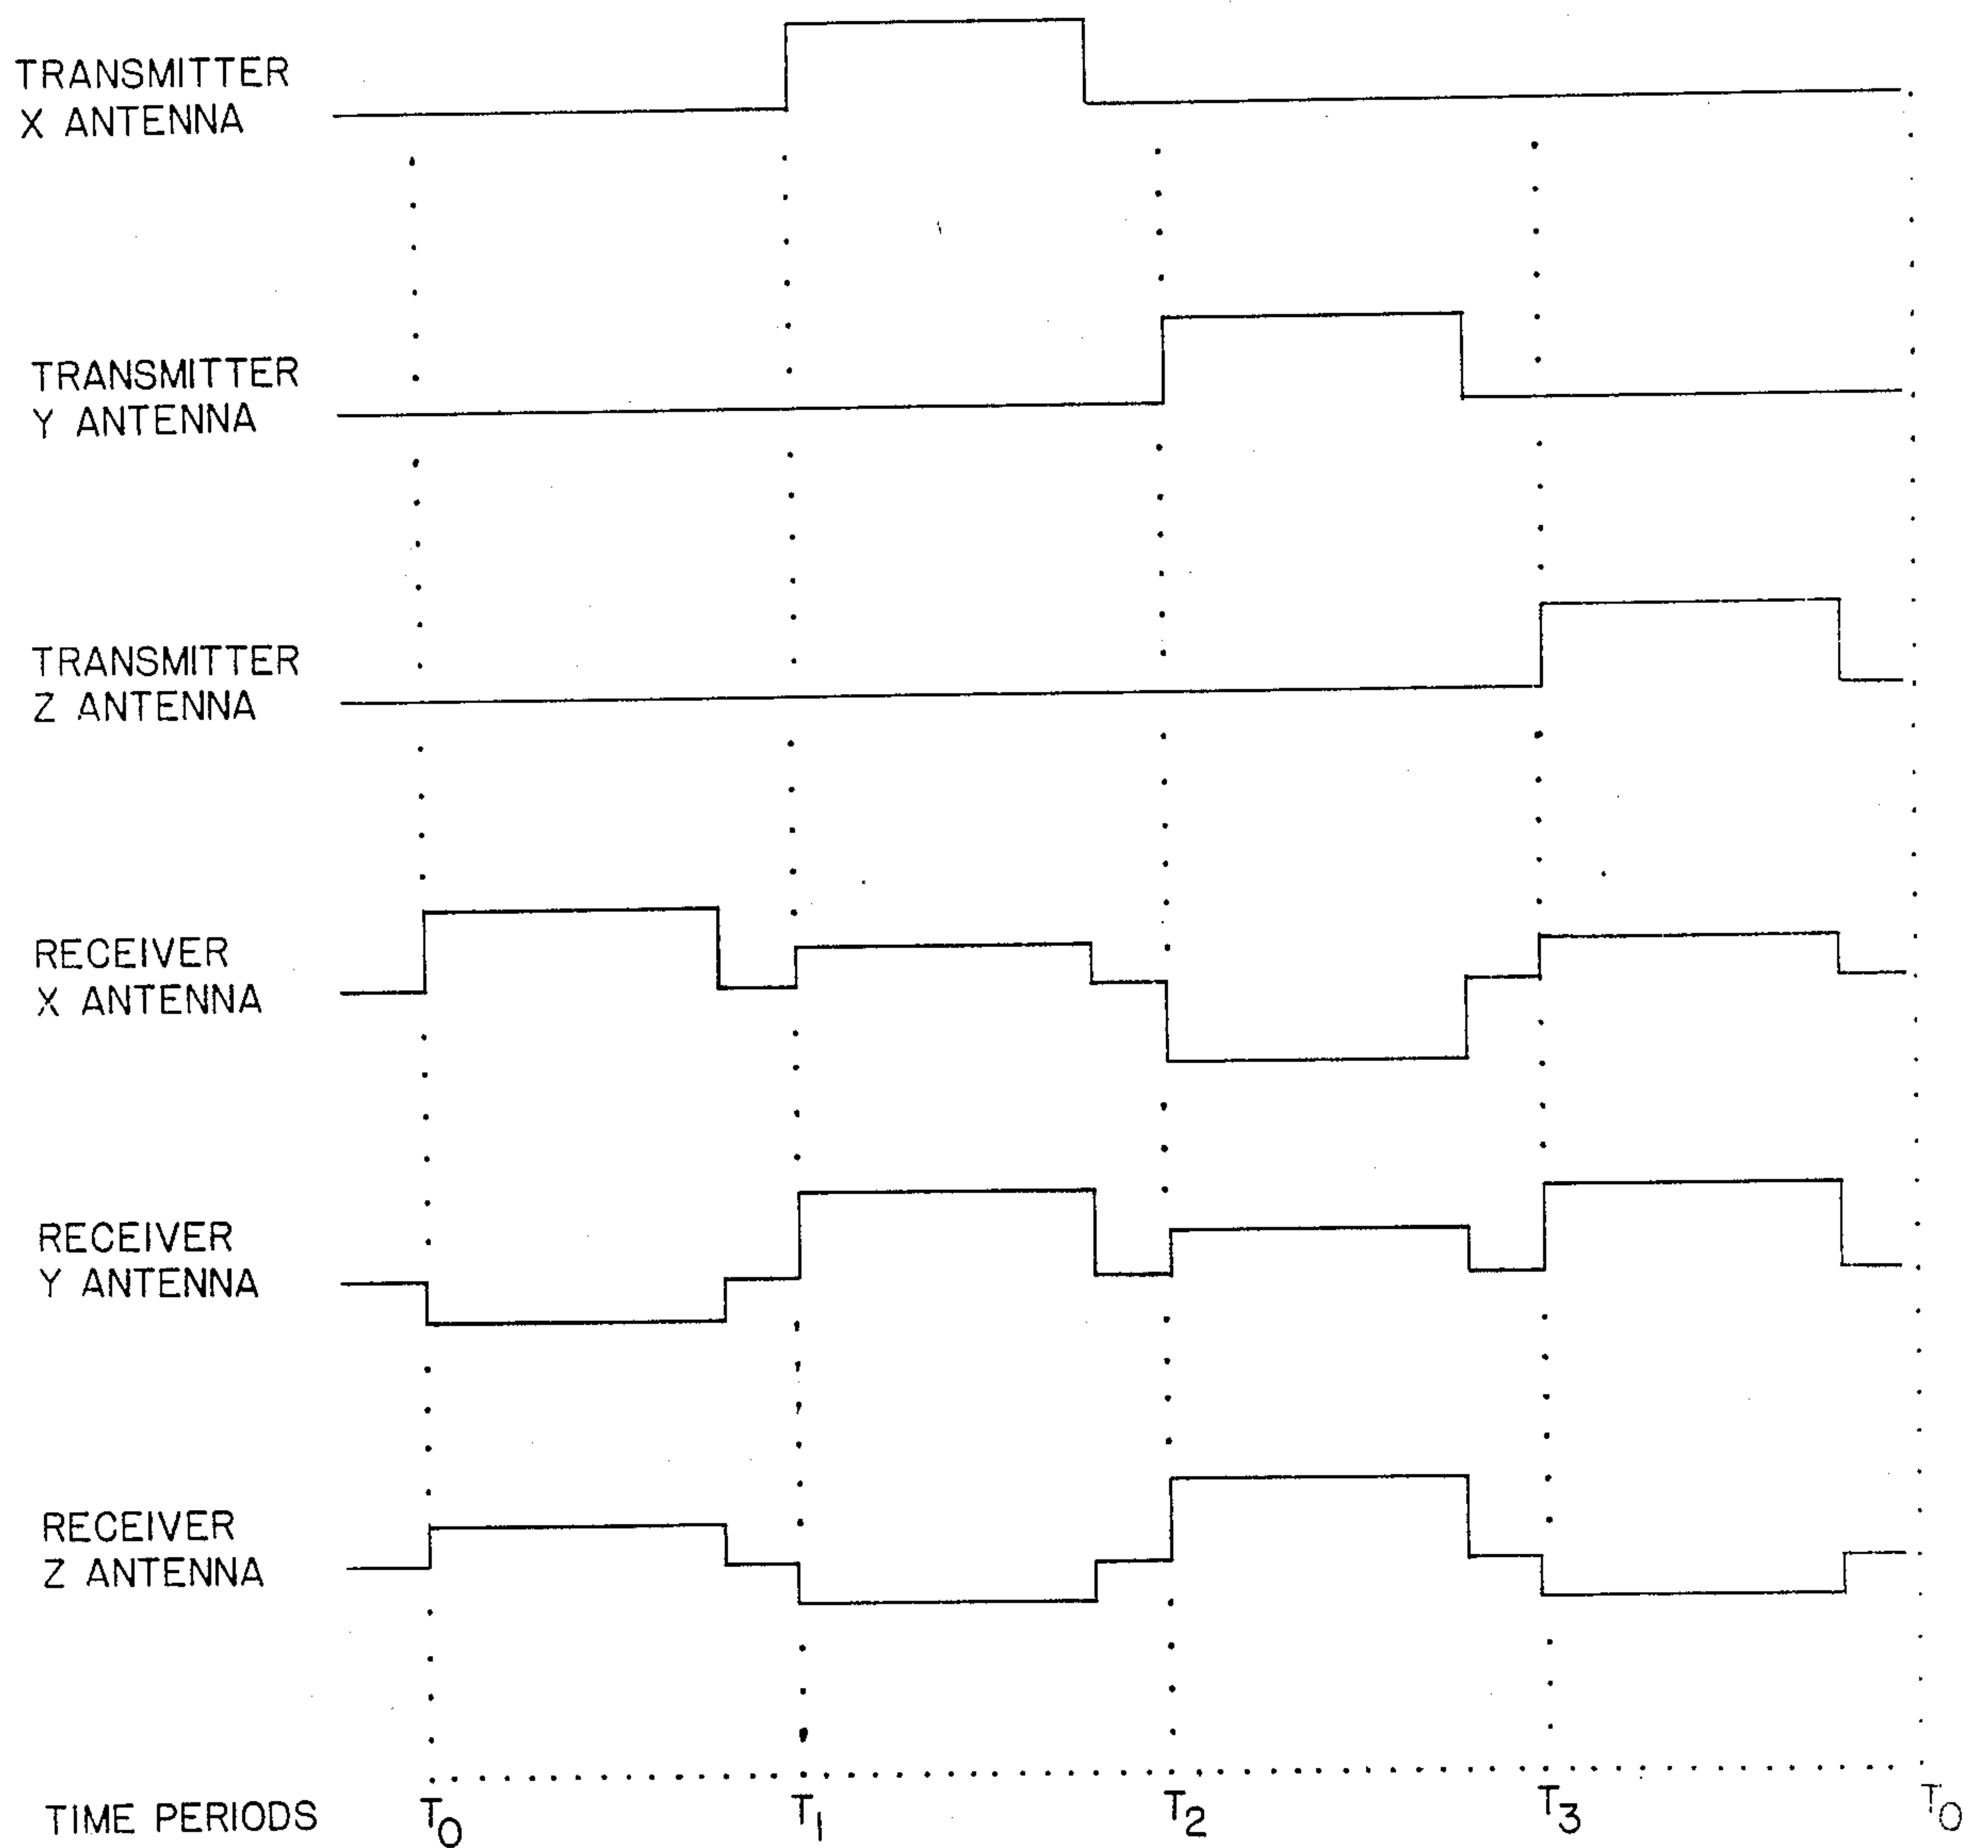 TRANSMITTER
X ANTENNA
TRANSMITTER
Y ANTENNA
TRANSMITTER
Z ANTENNA
RECEIVER
X ANTENNA
RECEIVER
Y ANTENNA
RECEIVER
Z ANTENNA
TIME PERIODS T0 T1 T2 T3 T0